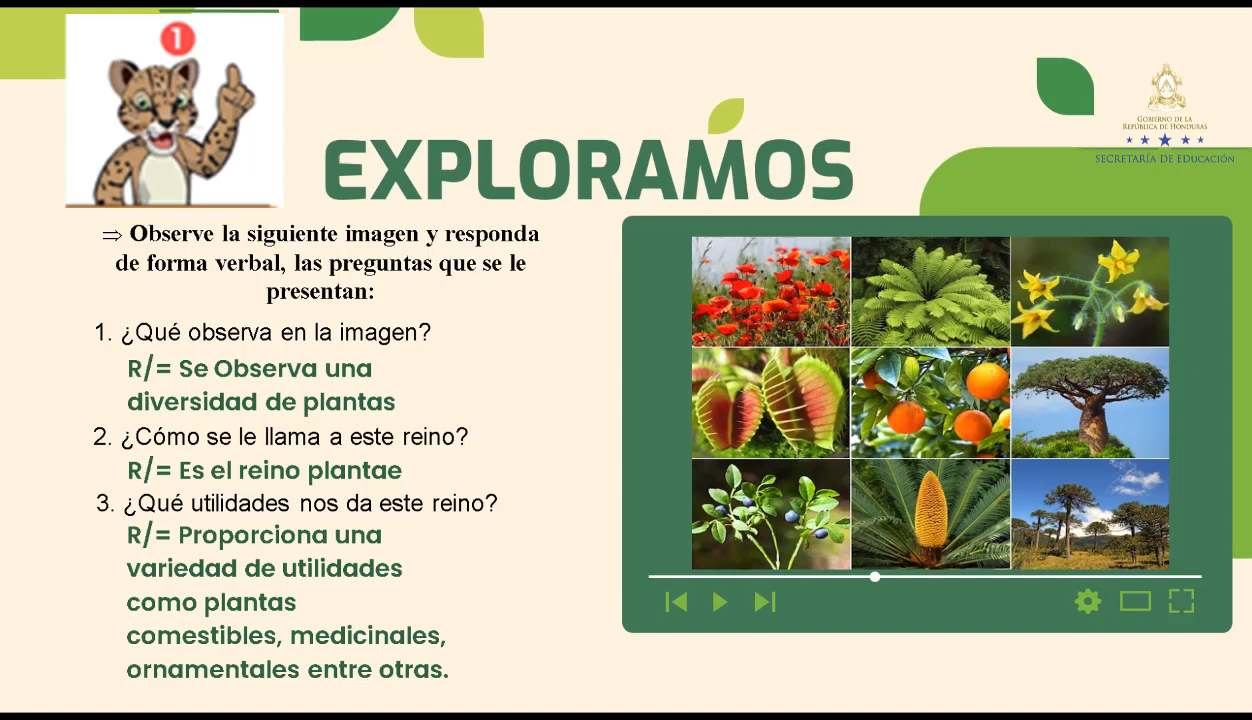 1
EXPLORAMOS
GOBIERNO DE LA
REPÚBLICA DE HONDURAS
SECRETARÍA DE EDUCACIÓN
⇒ Observe la siguiente imagen y responda
de forma verbal, las preguntas que se le
presentan:
1. ¿Qué observa en la imagen?
R/= Se Observa una
diversidad de plantas
2. ¿Cómo se le llama a este reino?
R/= Es el reino plantae
3. ¿Qué utilidades nos da este reino?
R/= Proporciona una
variedad de utilidades
como plantas
comestibles, medicinales,
ornamentales entre otras.